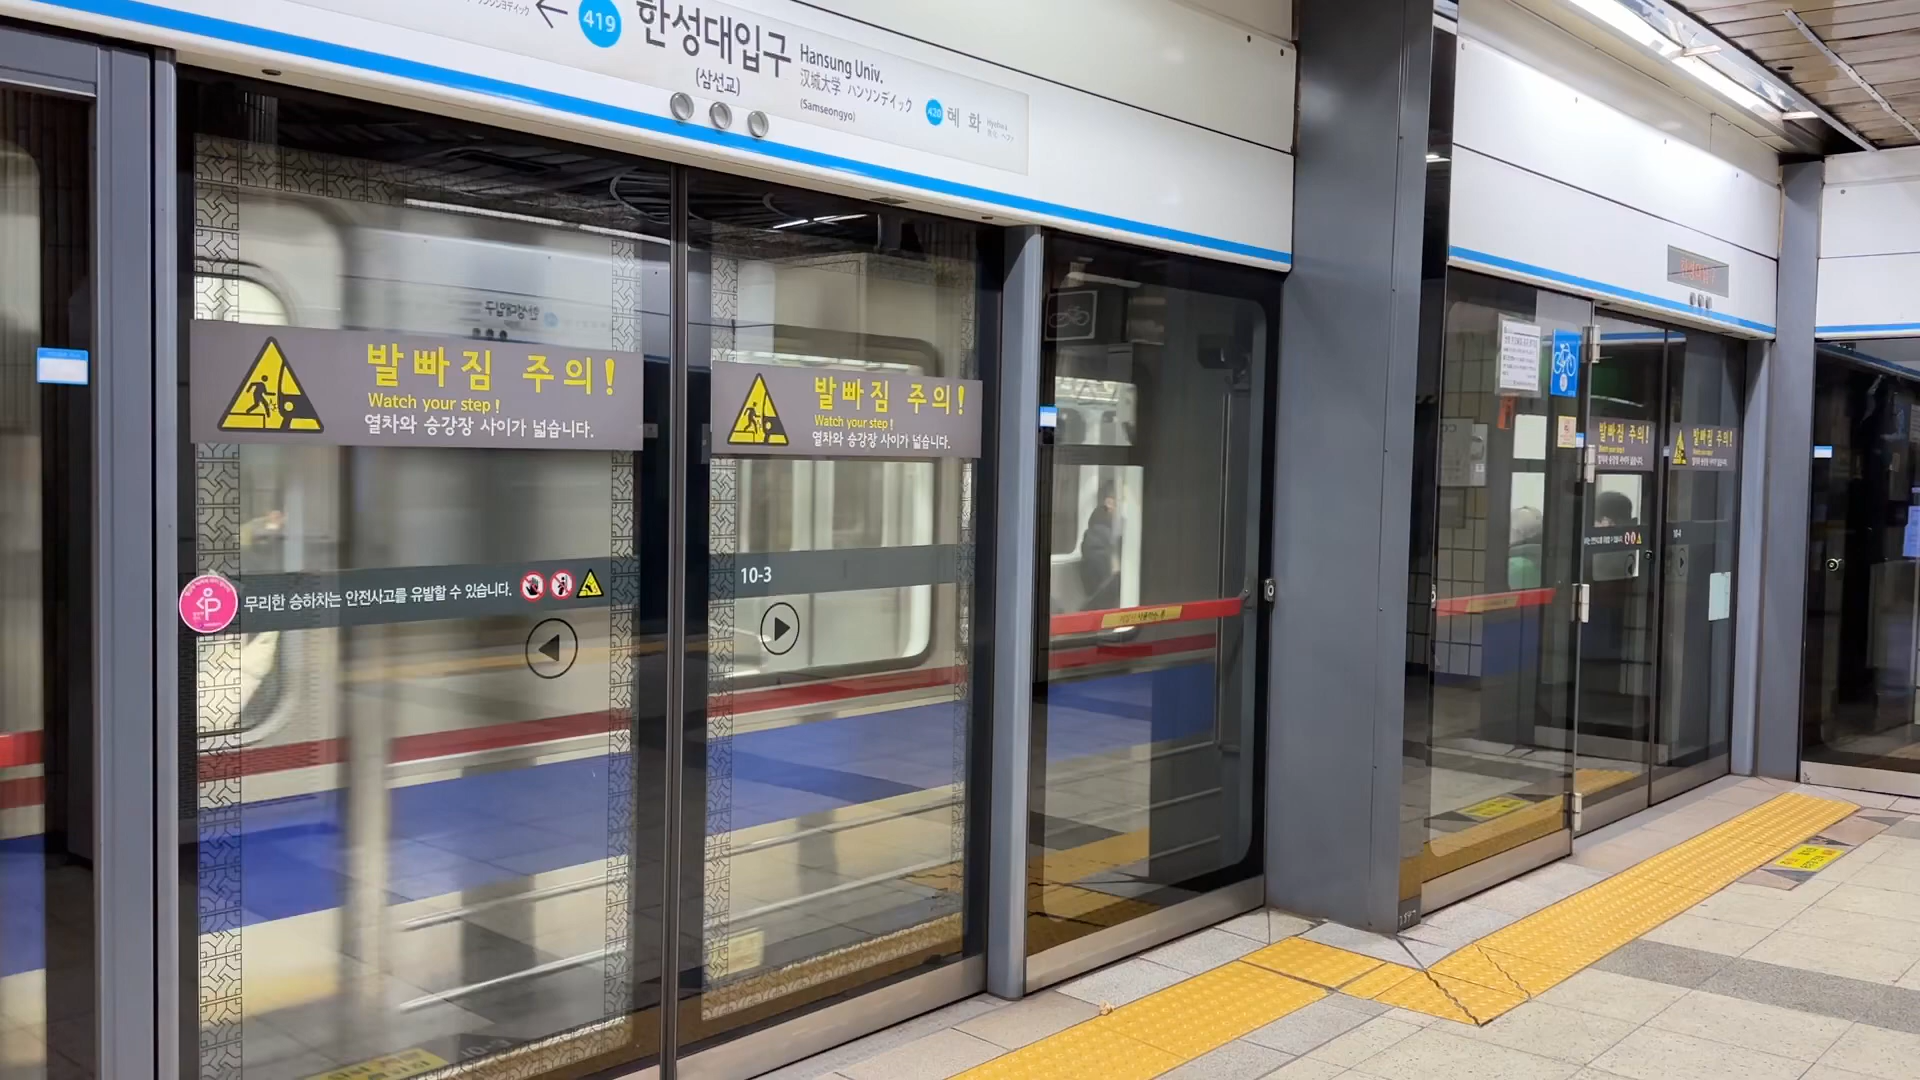 419
한성대입구
(삼선교)
Hansung Univ.
汉城大学 ハンソンデイック
(Samseongyo)
420 혜화
Hyehwa
발빠짐 주의!
Watch your step!
열차와 승강장 사이가 넓습니다.
발빠짐 주의!
Watch your step!
열차와 승강장 사이가 넓습니다.
무리한 승하차는 안전사고를 유발할 수 있습니다.
10-3
발빠짐 주의!
발빠짐 주의!